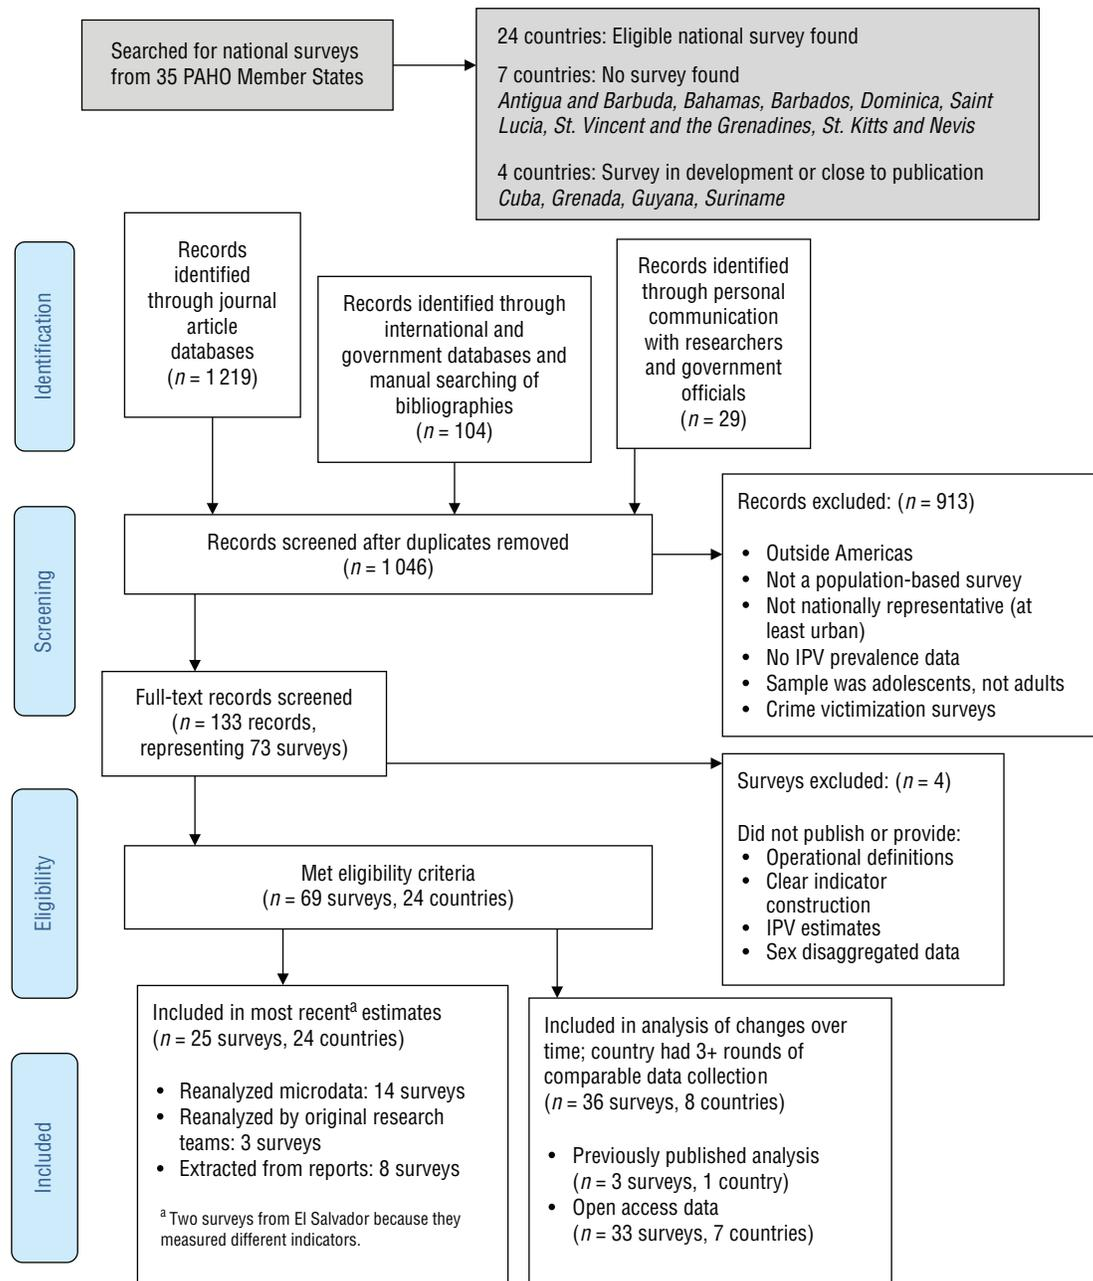 Searched for national surveys
from 35 PAHO Member States
24 countries: Eligible national survey found
7 countries: No survey found
Antigua and Barbuda, Bahamas, Barbados, Dominica, Saint
Lucia, St. Vincent and the Grenadines, St. Kitts and Nevis
4 countries: Survey in development or close to publication
Cuba, Grenada, Guyana, Suriname
Identification
Records
identified
through journal
article
databases
(n = 1 219)
Records identified through
international and
government databases and
manual searching of
bibliographies
(n = 104)
Records identified
through personal
communication
with researchers
and government
officials
(n = 29)
Screening
Records screened after duplicates removed
(n = 1 046)
Records excluded: (n = 913)
• Outside Americas
• Not a population-based survey
• Not nationally representative (at
least urban)
• No IPV prevalence data
• Sample was adolescents, not adults
• Crime victimization surveys
Full-text records screened
(n = 133 records,
representing 73 surveys)
Eligibility
Surveys excluded: (n = 4)
Did not publish or provide:
• Operational definitions
• Clear indicator
construction
• IPV estimates
• Sex disaggregated data
Met eligibility criteria
(n = 69 surveys, 24 countries)
Included
Included in most recentᵃ estimates
(n = 25 surveys, 24 countries)
• Reanalyzed microdata: 14 surveys
• Reanalyzed by original research
teams: 3 surveys
• Extracted from reports: 8 surveys
ᵃ Two surveys from El Salvador because they
measured different indicators.
Included in analysis of changes over
time; country had 3+ rounds of
comparable data collection
(n = 36 surveys, 8 countries)
• Previously published analysis
(n = 3 surveys, 1 country)
• Open access data
(n = 33 surveys, 7 countries)